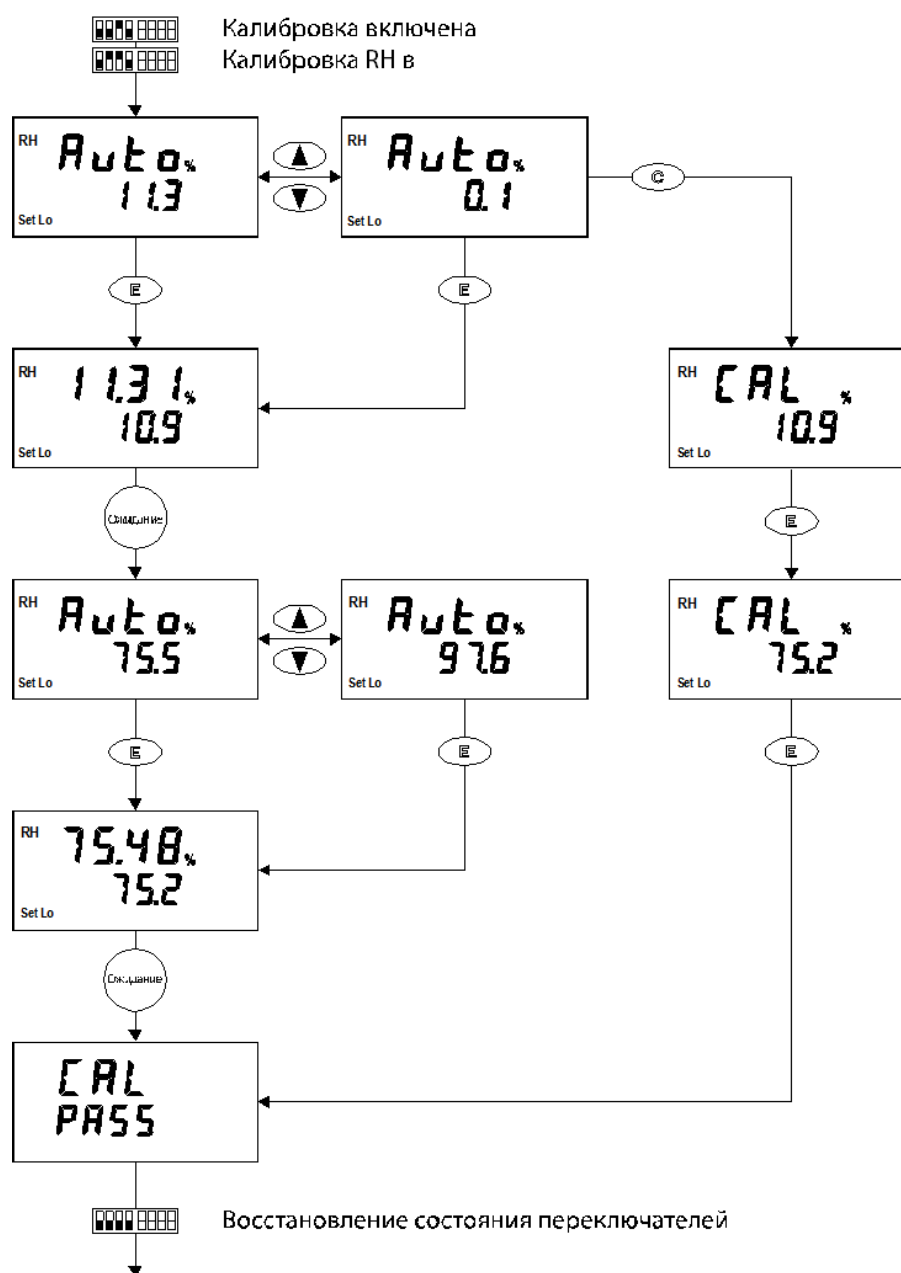 Калибровка включена
Калибровка RH в
RH
Auto%
11.3
Set Lo
RH
Auto%
0.1
Set Lo
C
E
E
RH
11.31%
10.9
Set Lo
RH
CAL %
10.9
Set Lo
Ожидание
E
RH
Auto%
75.5
Set Lo
RH
Auto%
97.6
Set Lo
RH
CAL %
75.2
Set Lo
E
E
E
RH
75.48%
75.2
Set Lo
Ожидание
CAL
PASS
Восстановление состояния переключателей